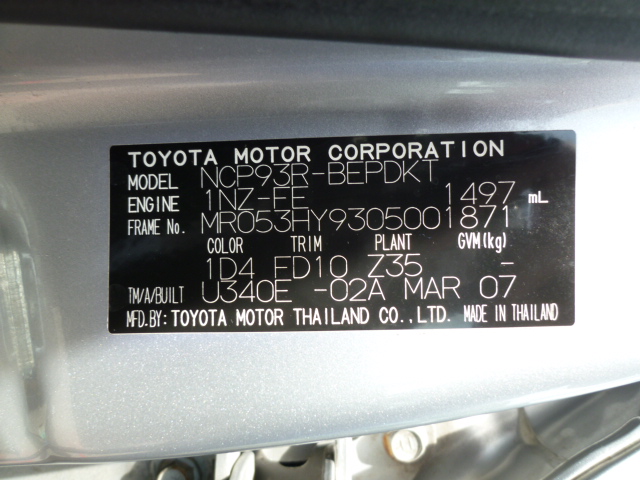 TOYOTA MOTOR CORPORATION
MODEL NCP93R-BEPDKT
ENGINE 1NZ-FE 1497 mL
FRAME No. MR053HY9305001871
COLOR TRIM PLANT GVM(kg)
1D4 FD10 Z35 -
TM/A/BUILT U340E -02A MAR 07
MFD.BY: TOYOTA MOTOR THAILAND CO.,LTD. MADE IN THAILAND